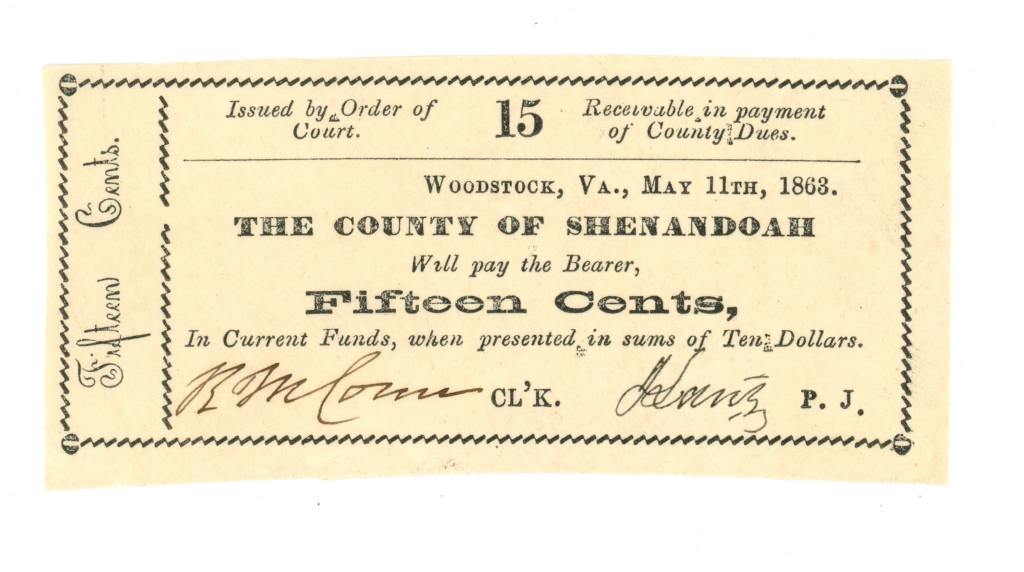 Fifteen Cents.
Issued by Order of
Court.
15
Receivable in payment
of County Dues.
WOODSTOCK, VA., MAY 11TH, 1863.
THE COUNTY OF SHENANDOAH
Will pay the Bearer,
Fifteen Cents,
In Current Funds, when presented in sums of Ten Dollars.
CL'K.
P. J.